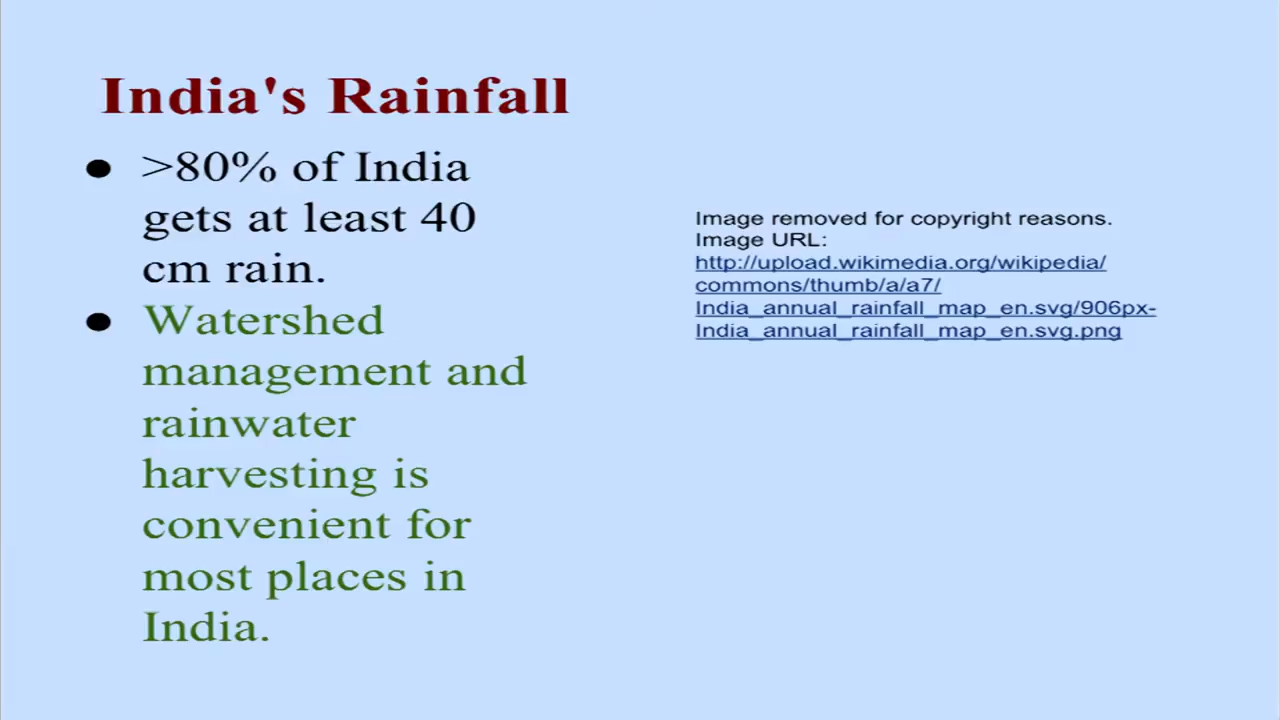 India's Rainfall
● >80% of India
gets at least 40
cm rain.
● Watershed
management and
rainwater
harvesting is
convenient for
most places in
India.
Image removed for copyright reasons.
Image URL:
http://upload.wikimedia.org/wikipedia/
commons/thumb/a/a7/
India_annual_rainfall_map_en.svg/906px-
India_annual_rainfall_map_en.svg.png